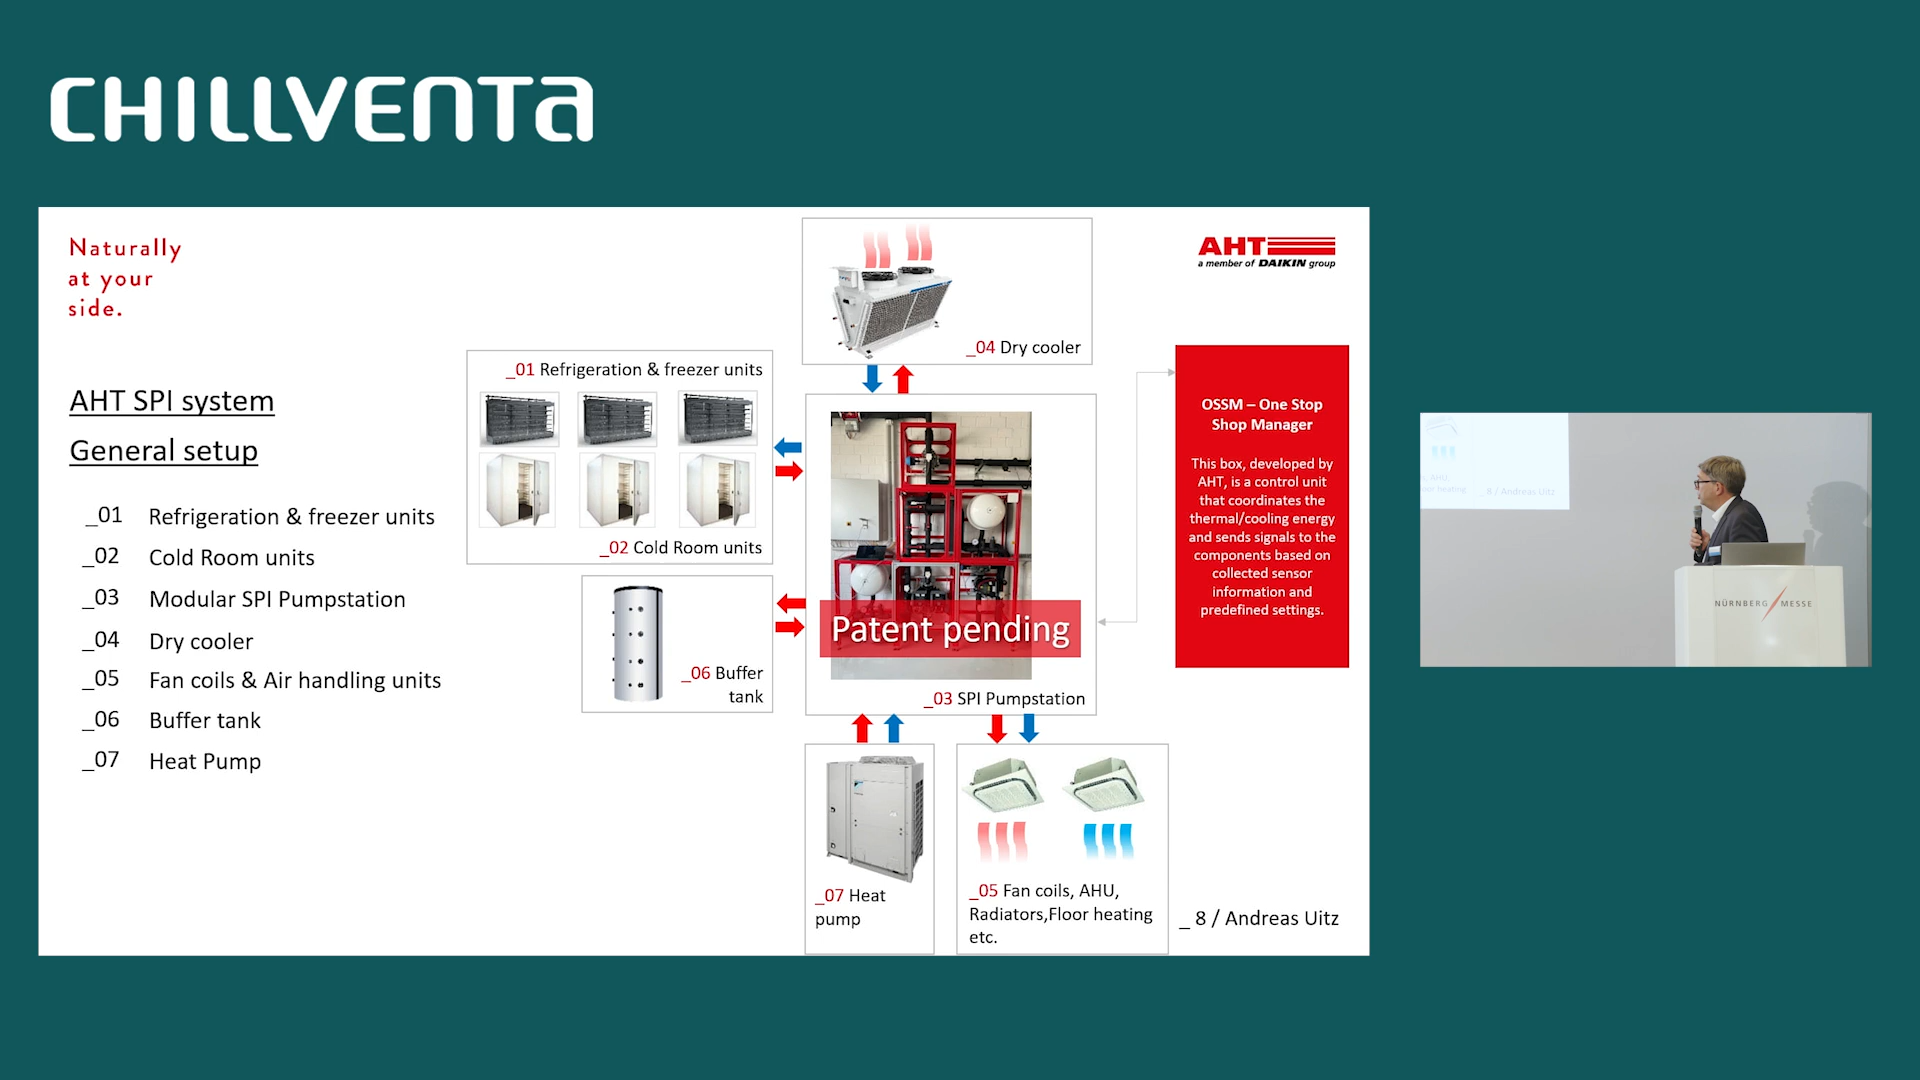 CHILLVENTA
Naturally
at your
side.
AHT
a member of DAIKIN group
AHT SPI system
General setup
_01 Refrigeration & freezer units
_02 Cold Room units
_03 Modular SPI Pumpstation
_04 Dry cooler
_05 Fan coils & Air handling units
_06 Buffer tank
_07 Heat Pump
_01 Refrigeration & freezer units
_02 Cold Room units
_04 Dry cooler
Patent pending
_03 SPI Pumpstation
_06 Buffer
tank
_07 Heat
pump
_05 Fan coils, AHU,
Radiators,Floor heating
etc.
OSSM – One Stop
Shop Manager
This box, developed by
AHT, is a control unit
that coordinates the
thermal/cooling energy
and sends signals to the
components based on
collected sensor
information and
predefined settings.
_ 8 / Andreas Uitz
AHU,
heating
_ 8 / Andreas Uitz
NÜRNBERG MESSE